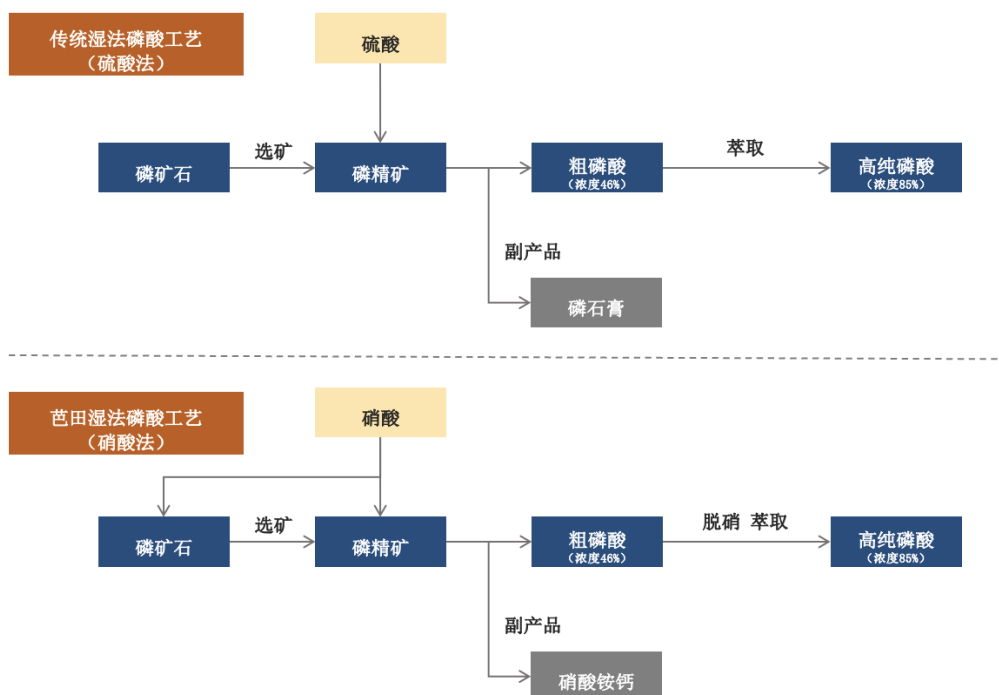 传统湿法磷酸工艺
（硫酸法）
硫酸
磷矿石
选矿
磷精矿
粗磷酸
（浓度46%）
萃取
高纯磷酸
（浓度85%）
副产品
磷石膏
芭田湿法磷酸工艺
（硝酸法）
硝酸
磷矿石
选矿
磷精矿
粗磷酸
（浓度46%）
脱硝 萃取
高纯磷酸
（浓度85%）
副产品
硝酸铵钙